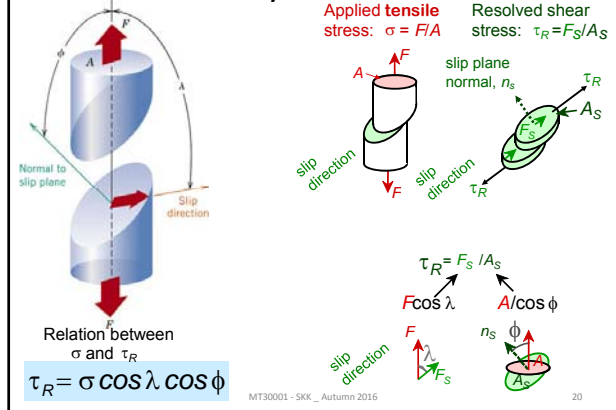 F
ϕ
λ
A
Normal to
slip plane
Slip
direction
F
Relation between
σ and τR
τR = σ cos λ cos ϕ
Applied tensile
stress: σ = F/A
F
A
slip
direction
F
Resolved shear
stress: τR =FS/AS
slip plane
normal, ns
τR
AS
FS
slip
direction
τR
τR = FS /AS
Fcos λ
A/cos ϕ
F
slip
direction
λ
FS
nS
ϕ
A
AS
MT30001 - SKK _ Autumn 2016
20